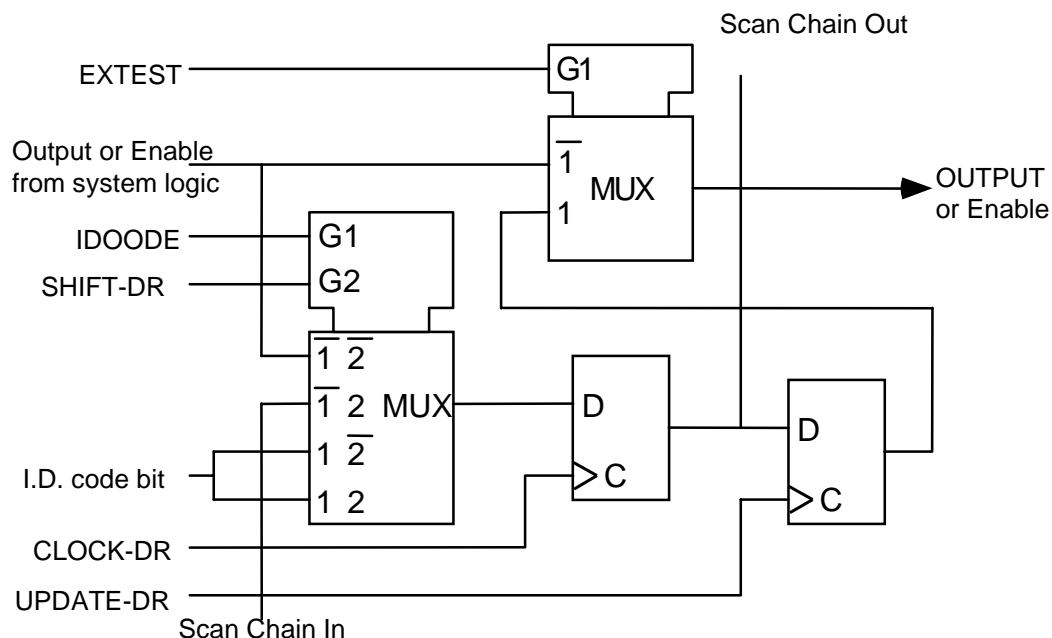 Scan Chain Out
EXTEST
G1
Output or Enable
from system logic
1̅
MUX
1
OUTPUT
or Enable
IDOODE
G1
SHIFT-DR
G2
1̅ 2̅
1̅ 2 MUX
1 2̅
1 2
D
C
D
C
I.D. code bit
CLOCK-DR
UPDATE-DR
Scan Chain In